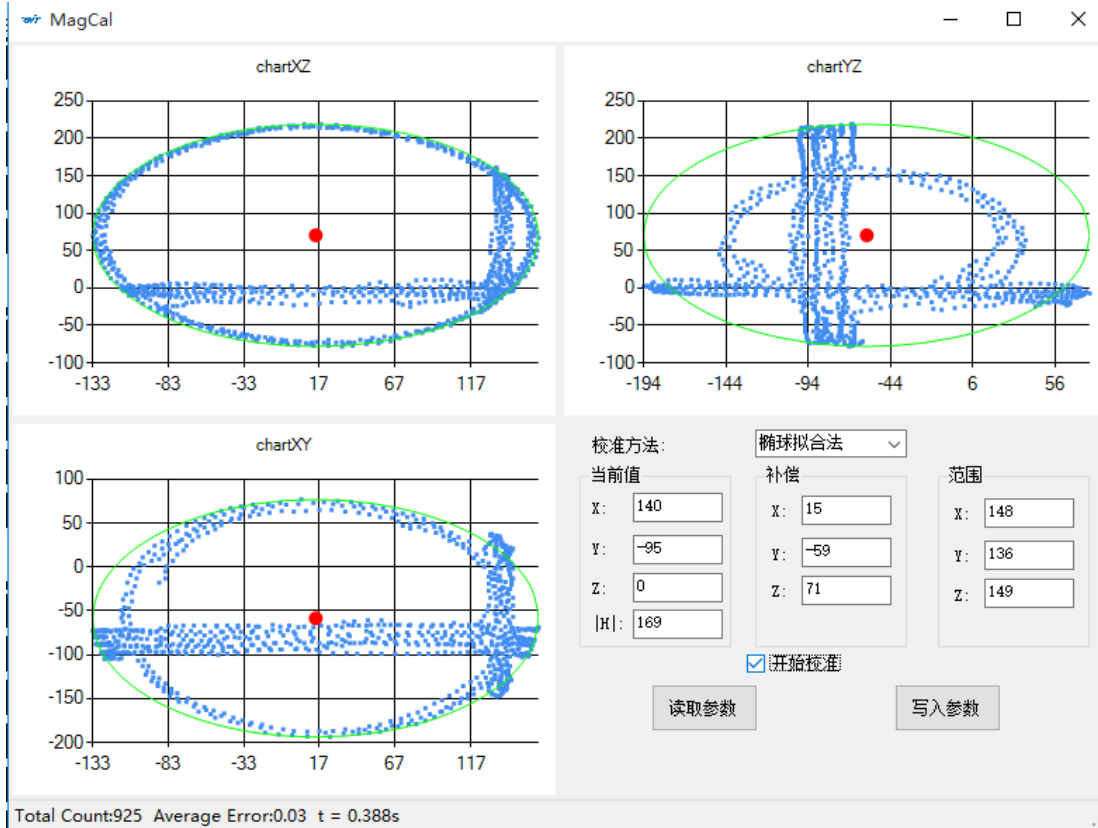 MagCal
chartXZ
250
200
150
100
50
0
-50
-100
-133 -83 -33 17 67 117
chartYZ
250
200
150
100
50
0
-50
-100
-194 -144 -94 -44 6 56
chartXY
100
50
0
-50
-100
-150
-200
-133 -83 -33 17 67 117
校准方法: 椭球拟合法
当前值
X: 140
Y: -95
Z: 0
|H|: 169
补偿
X: 15
Y: -59
Z: 71
范围
X: 148
Y: 136
Z: 149
开始校准
读取参数 写入参数
Total Count:925 Average Error:0.03 t = 0.388s